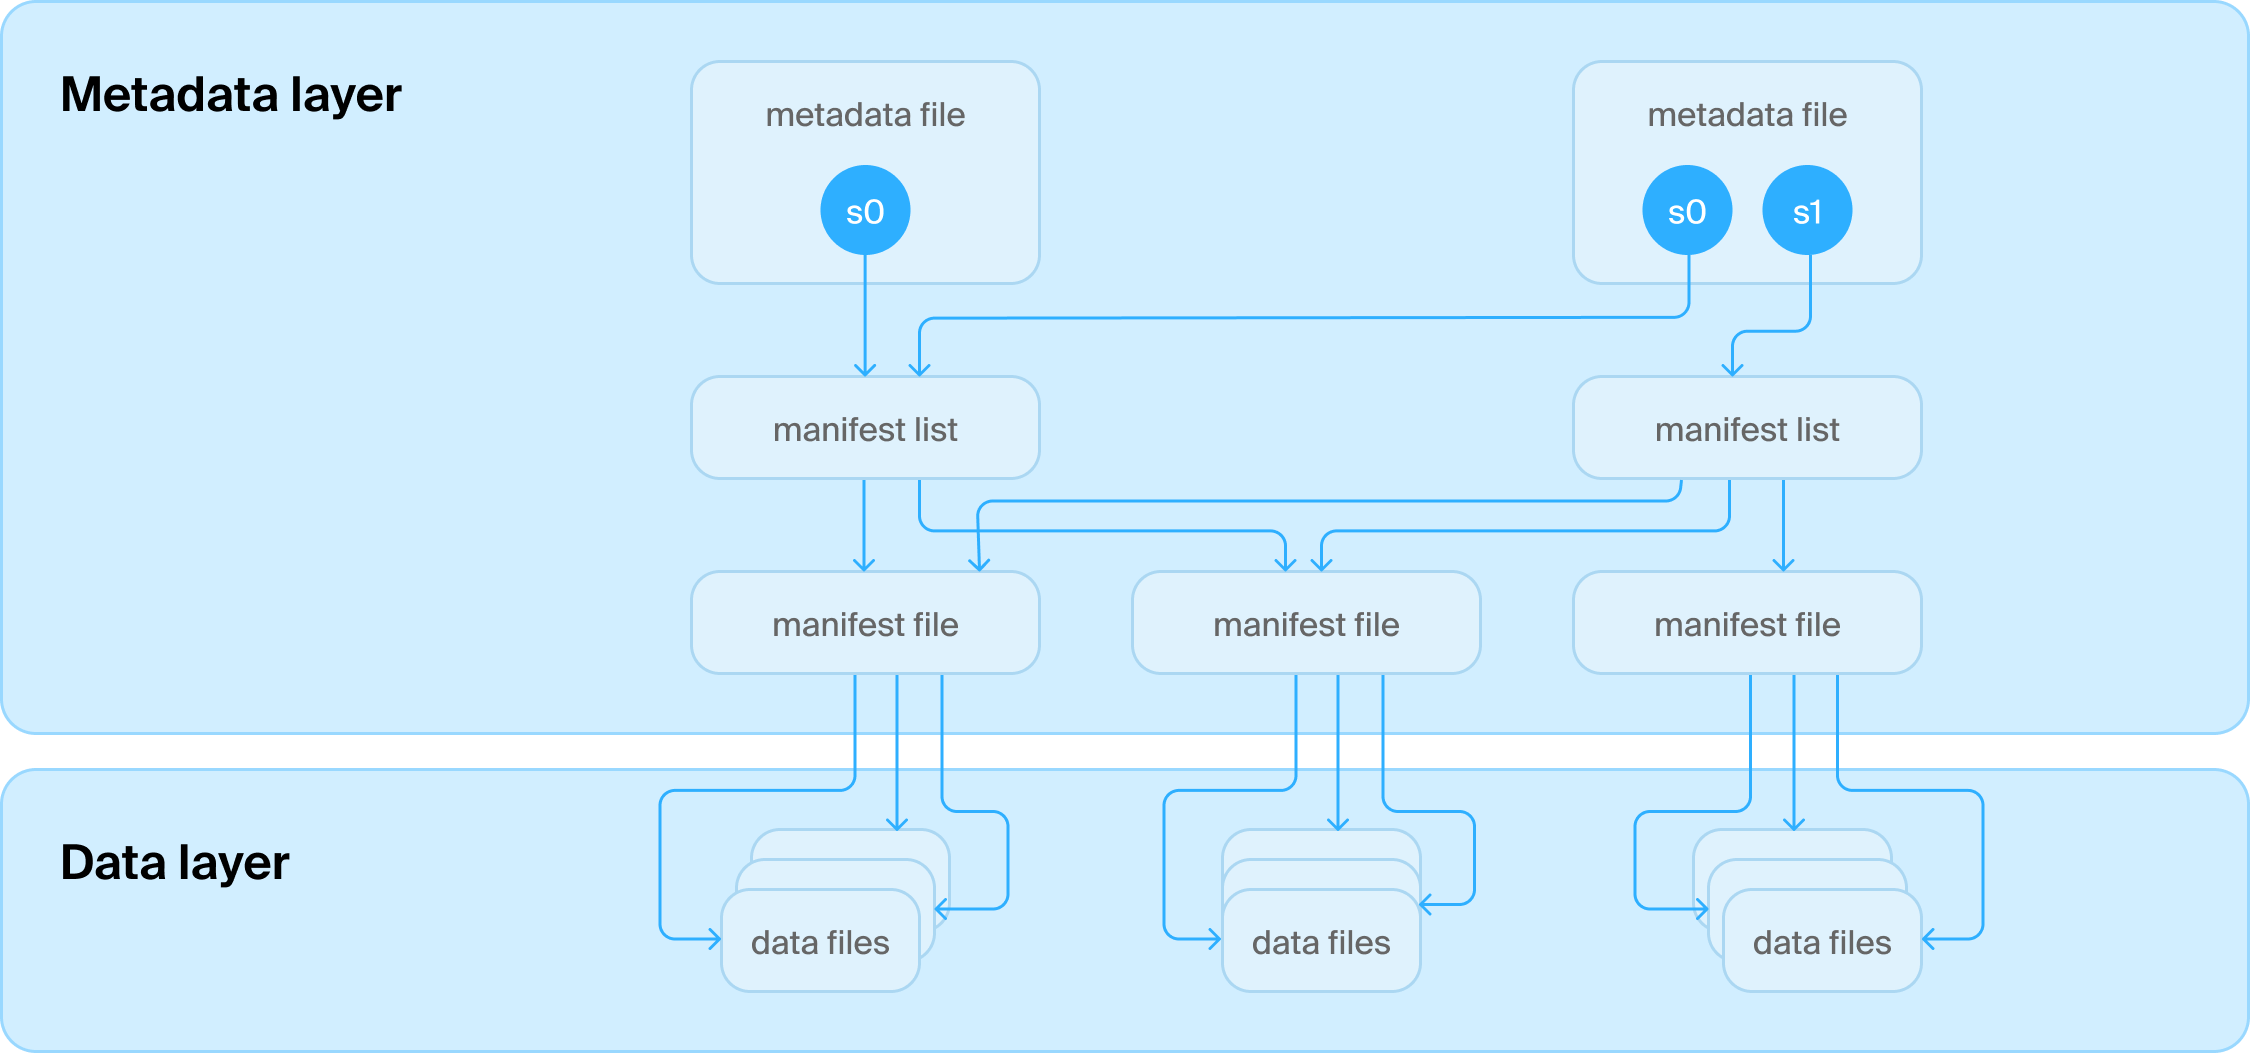 Metadata layer
metadata file
metadata file
s0
s0
s1
manifest list
manifest list
manifest file
manifest file
manifest file
Data layer
data files
data files
data files